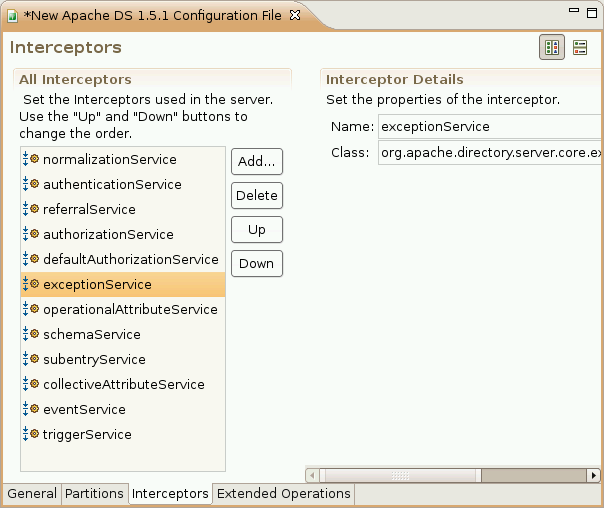 *New Apache DS 1.5.1 Configuration File
Interceptors
All Interceptors
Set the Interceptors used in the server.
Use the "Up" and "Down" buttons to
change the order.
normalizationService
authenticationService
referralService
authorizationService
defaultAuthorizationService
exceptionService
operationalAttributeService
schemaService
subentryService
collectiveAttributeService
eventService
triggerService
Add...
Delete
Up
Down
Interceptor Details
Set the properties of the interceptor.
Name: exceptionService
Class: org.apache.directory.server.core.ex
General Partitions Interceptors Extended Operations